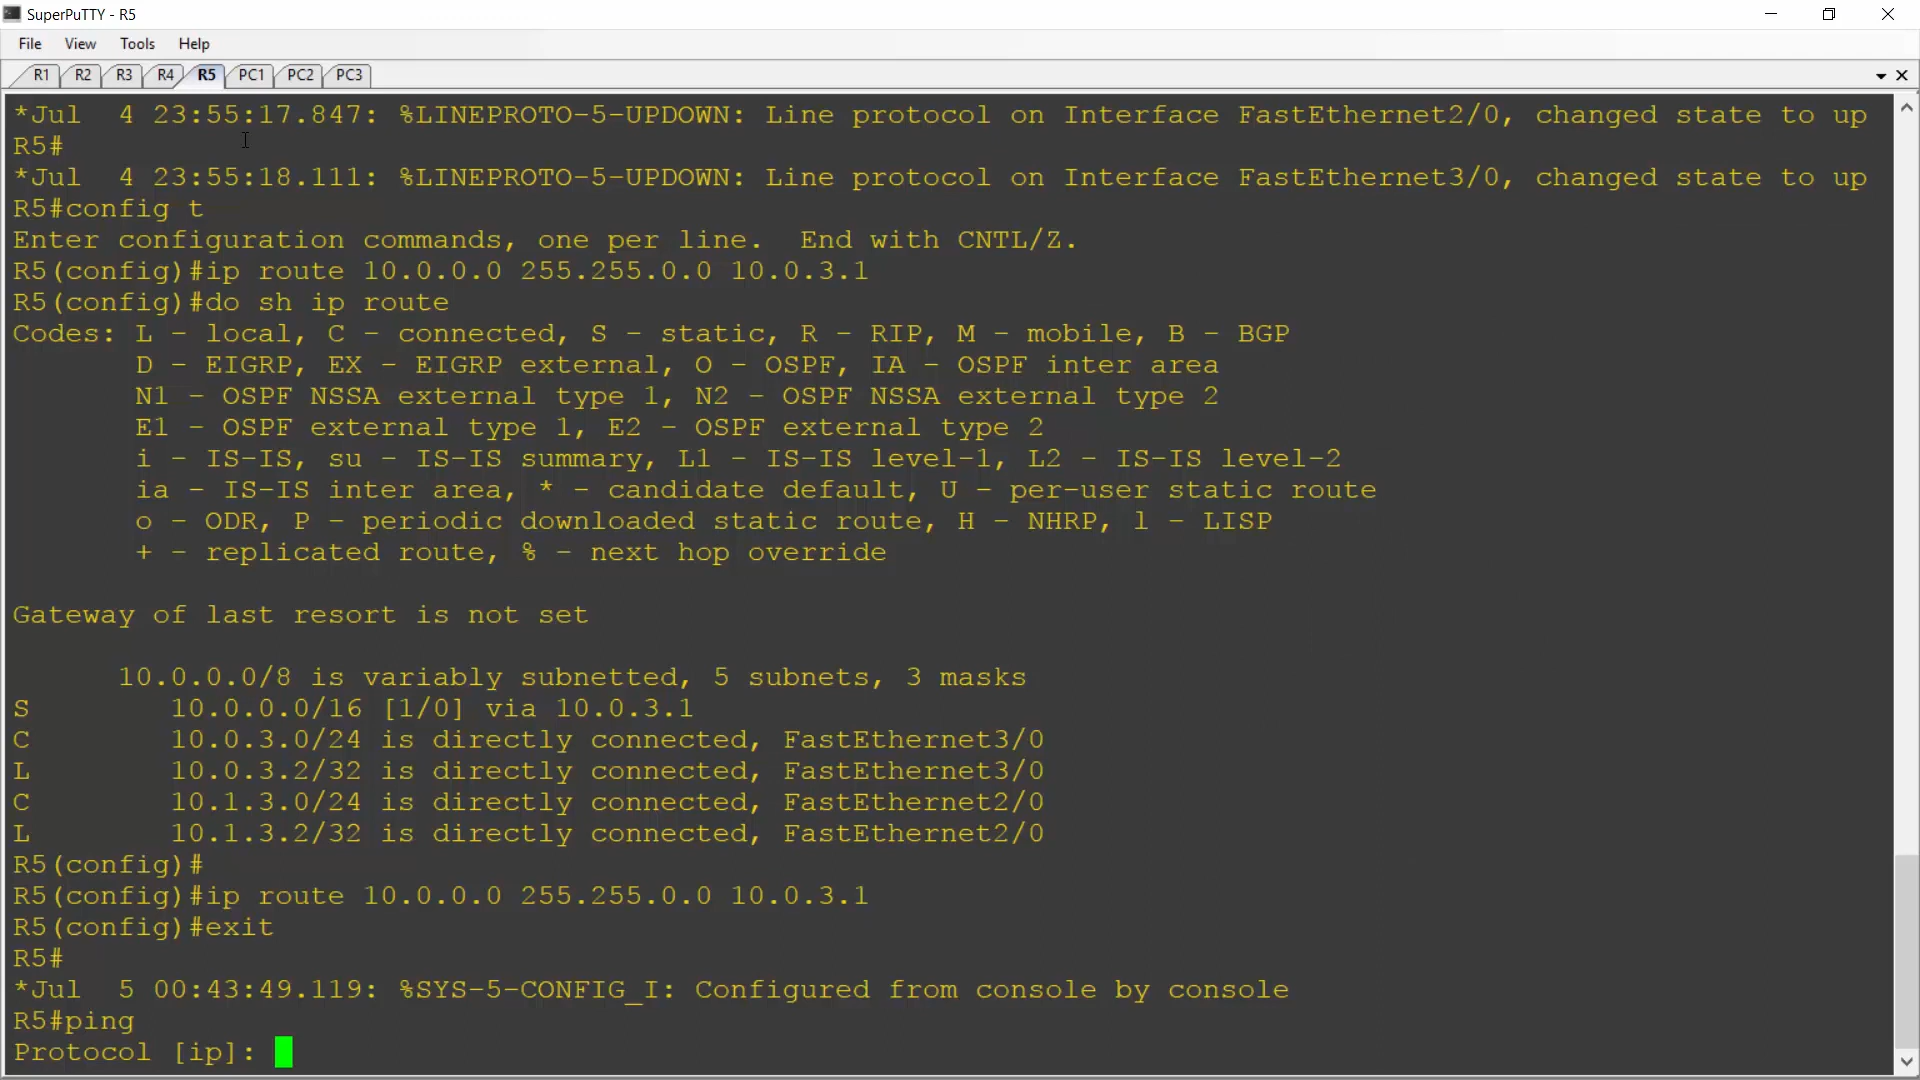 SuperPuTTY - R5
File View Tools Help
R1 R2 R3 R4 R5 PC1 PC2 PC3
*Jul  4 23:55:17.847: %LINEPROTO-5-UPDOWN: Line protocol on Interface FastEthernet2/0, changed state to up
R5#
*Jul  4 23:55:18.111: %LINEPROTO-5-UPDOWN: Line protocol on Interface FastEthernet3/0, changed state to up
R5#config t
Enter configuration commands, one per line.  End with CNTL/Z.
R5(config)#ip route 10.0.0.0 255.255.0.0 10.0.3.1
R5(config)#do sh ip route
Codes: L - local, C - connected, S - static, R - RIP, M - mobile, B - BGP
       D - EIGRP, EX - EIGRP external, O - OSPF, IA - OSPF inter area
       N1 - OSPF NSSA external type 1, N2 - OSPF NSSA external type 2
       E1 - OSPF external type 1, E2 - OSPF external type 2
       i - IS-IS, su - IS-IS summary, L1 - IS-IS level-1, L2 - IS-IS level-2
       ia - IS-IS inter area, * - candidate default, U - per-user static route
       o - ODR, P - periodic downloaded static route, H - NHRP, l - LISP
       + - replicated route, % - next hop override
Gateway of last resort is not set
      10.0.0.0/8 is variably subnetted, 5 subnets, 3 masks
S        10.0.0.0/16 [1/0] via 10.0.3.1
C        10.0.3.0/24 is directly connected, FastEthernet3/0
L        10.0.3.2/32 is directly connected, FastEthernet3/0
C        10.1.3.0/24 is directly connected, FastEthernet2/0
L        10.1.3.2/32 is directly connected, FastEthernet2/0
R5(config)#
R5(config)#ip route 10.0.0.0 255.255.0.0 10.0.3.1
R5(config)#exit
R5#
*Jul  5 00:43:49.119: %SYS-5-CONFIG_I: Configured from console by console
R5#ping
Protocol [ip]: